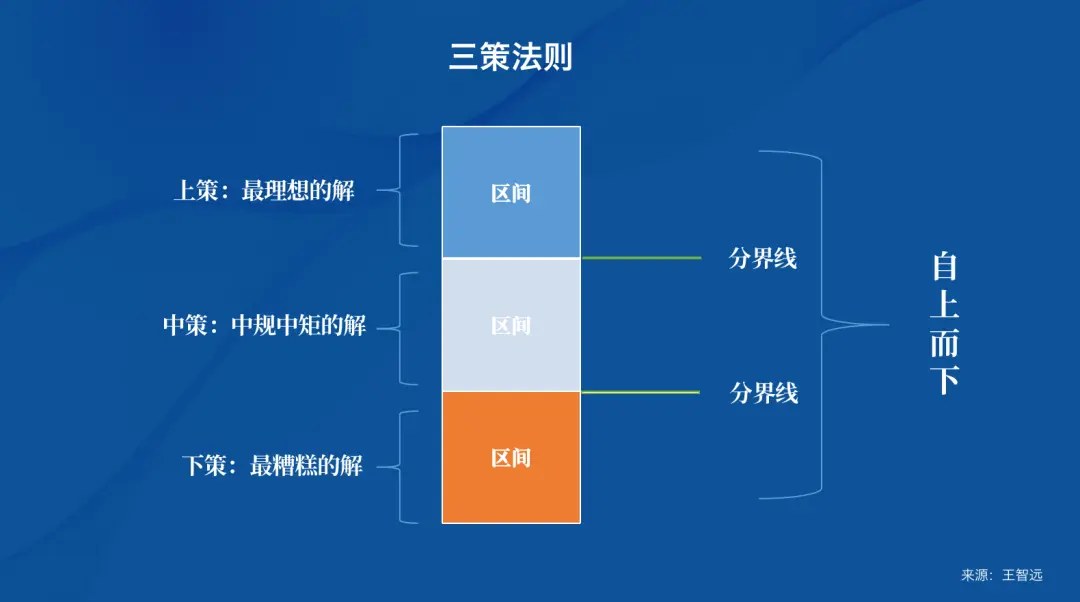 三策法则
上策：最理想的解
区间
分界线
中策：中规中矩的解
区间
分界线
下策：最糟糕的解
区间
自上而下
来源：王智远